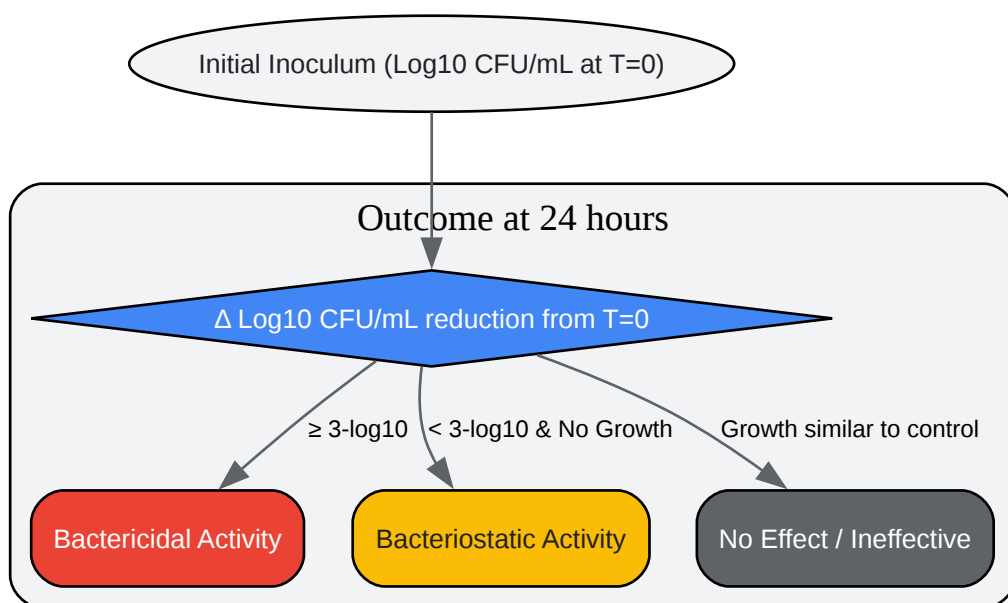 Initial Inoculum (Log10 CFU/mL at T=0)
Outcome at 24 hours
Δ Log10 CFU/mL reduction from T=0
≥ 3-log10
< 3-log10 & No Growth
Growth similar to control
Bactericidal Activity
Bacteriostatic Activity
No Effect / Ineffective